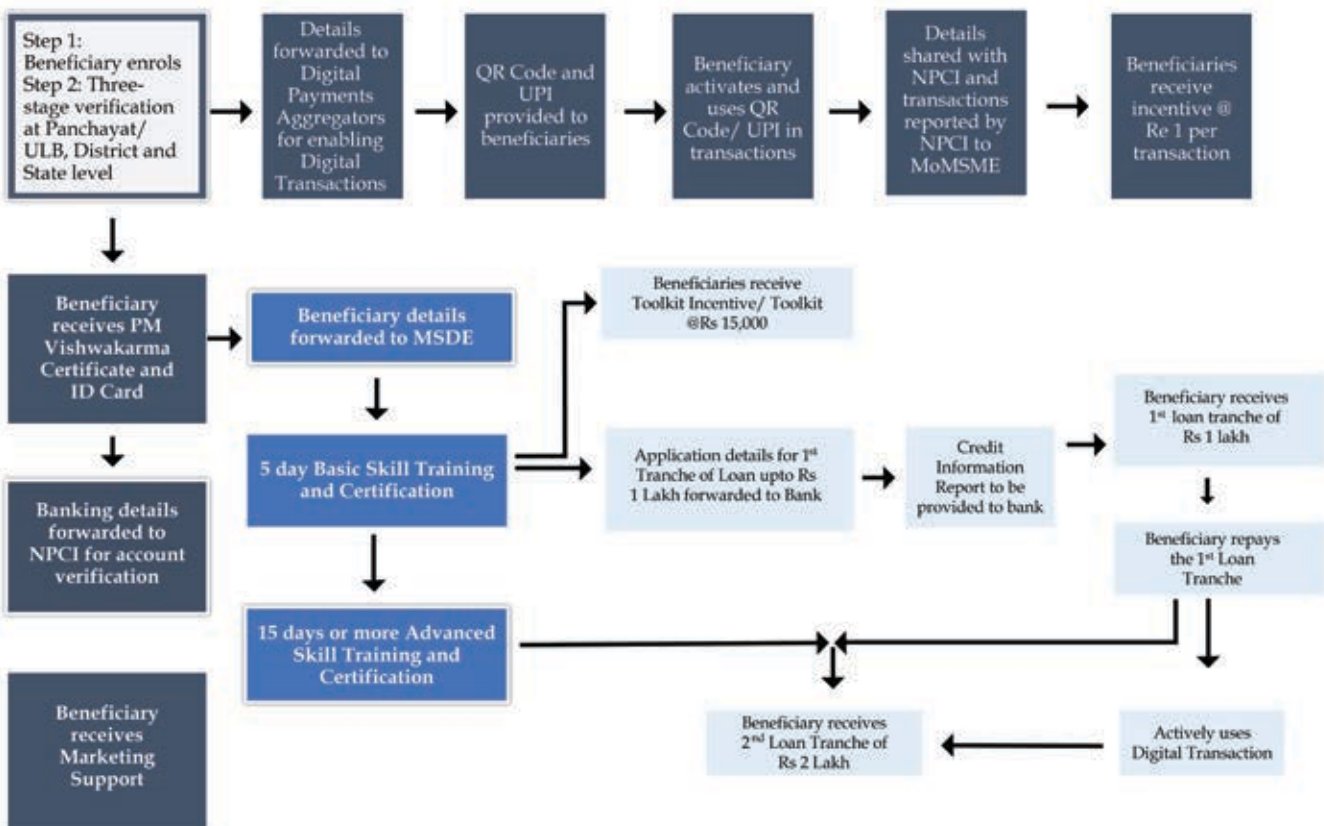 Step 1:
Beneficiary enrols
Step 2: Three-
stage verification
at Panchayat/
ULB, District and
State level
Details
forwarded to
Digital
Payments
Aggregators
for enabling
Digital
Transactions
QR Code and
UPI
provided to
beneficiaries
Beneficiary
activates and
uses QR
Code/ UPI in
transactions
Details
shared with
NPCI and
transactions
reported by
NPCI to
MoMSME
Beneficiaries
receive
incentive @
Re 1 per
transaction
Beneficiary
receives PM
Vishwakarma
Certificate and
ID Card
Beneficiary details
forwarded to MSDE
Beneficiaries receive
Toolkit Incentive/ Toolkit
@Rs 15,000
5 day Basic Skill Training
and Certification
Application details for 1st
Tranche of Loan upto Rs
1 Lakh forwarded to Bank
Credit
Information
Report to be
provided to bank
Beneficiary receives
1st loan tranche of
Rs 1 lakh
Banking details
forwarded to
NPCI for account
verification
Beneficiary repays
the 1st Loan
Tranche
15 days or more Advanced
Skill Training and
Certification
Beneficiary
receives
Marketing
Support
Beneficiary receives
2nd Loan Tranche of
Rs 2 Lakh
Actively uses
Digital Transaction